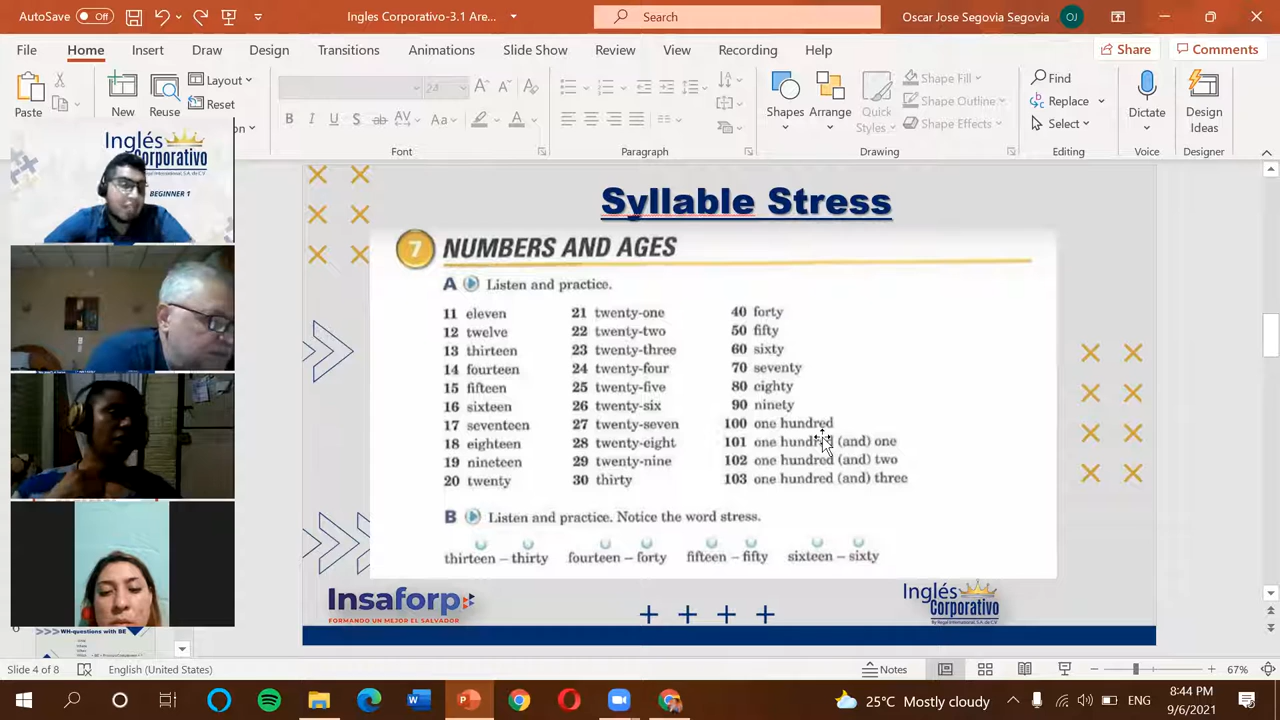 AutoSave Off
Ingles Corporativo-3.1 Are...
Search
Oscar Jose Segovia Segovia
OJ
File Home Insert Draw Design Transitions Animations Slide Show Review View Recording Help
Share
Comments
Paste
New
Reuse
Layout
Reset
Font
Paragraph
Shapes
Arrange
Quick
Styles
Shape Fill
Shape Outline
Shape Effects
Drawing
Find
Replace
Select
Editing
Dictate
Voice
Design
Ideas
Designer
Inglés
Corporativo
BEGINNER 1
Syllable Stress
7 NUMBERS AND AGES
A Listen and practice.
11 eleven
12 twelve
13 thirteen
14 fourteen
15 fifteen
16 sixteen
17 seventeen
18 eighteen
19 nineteen
20 twenty
21 twenty-one
22 twenty-two
23 twenty-three
24 twenty-four
25 twenty-five
26 twenty-six
27 twenty-seven
28 twenty-eight
29 twenty-nine
30 thirty
40 forty
50 fifty
60 sixty
70 seventy
80 eighty
90 ninety
100 one hundred
101 one hundred (and) one
102 one hundred (and) two
103 one hundred (and) three
B Listen and practice. Notice the word stress.
thirteen – thirty fourteen – forty fifteen – fifty sixteen – sixty
Insaforp
FORMANDO UN MEJOR EL SALVADOR
Inglés
Corporativo
WH-questions with BE
Slide 4 of 8
English (United States)
Notes
67%
25°C Mostly cloudy
ENG
8:44 PM
9/6/2021